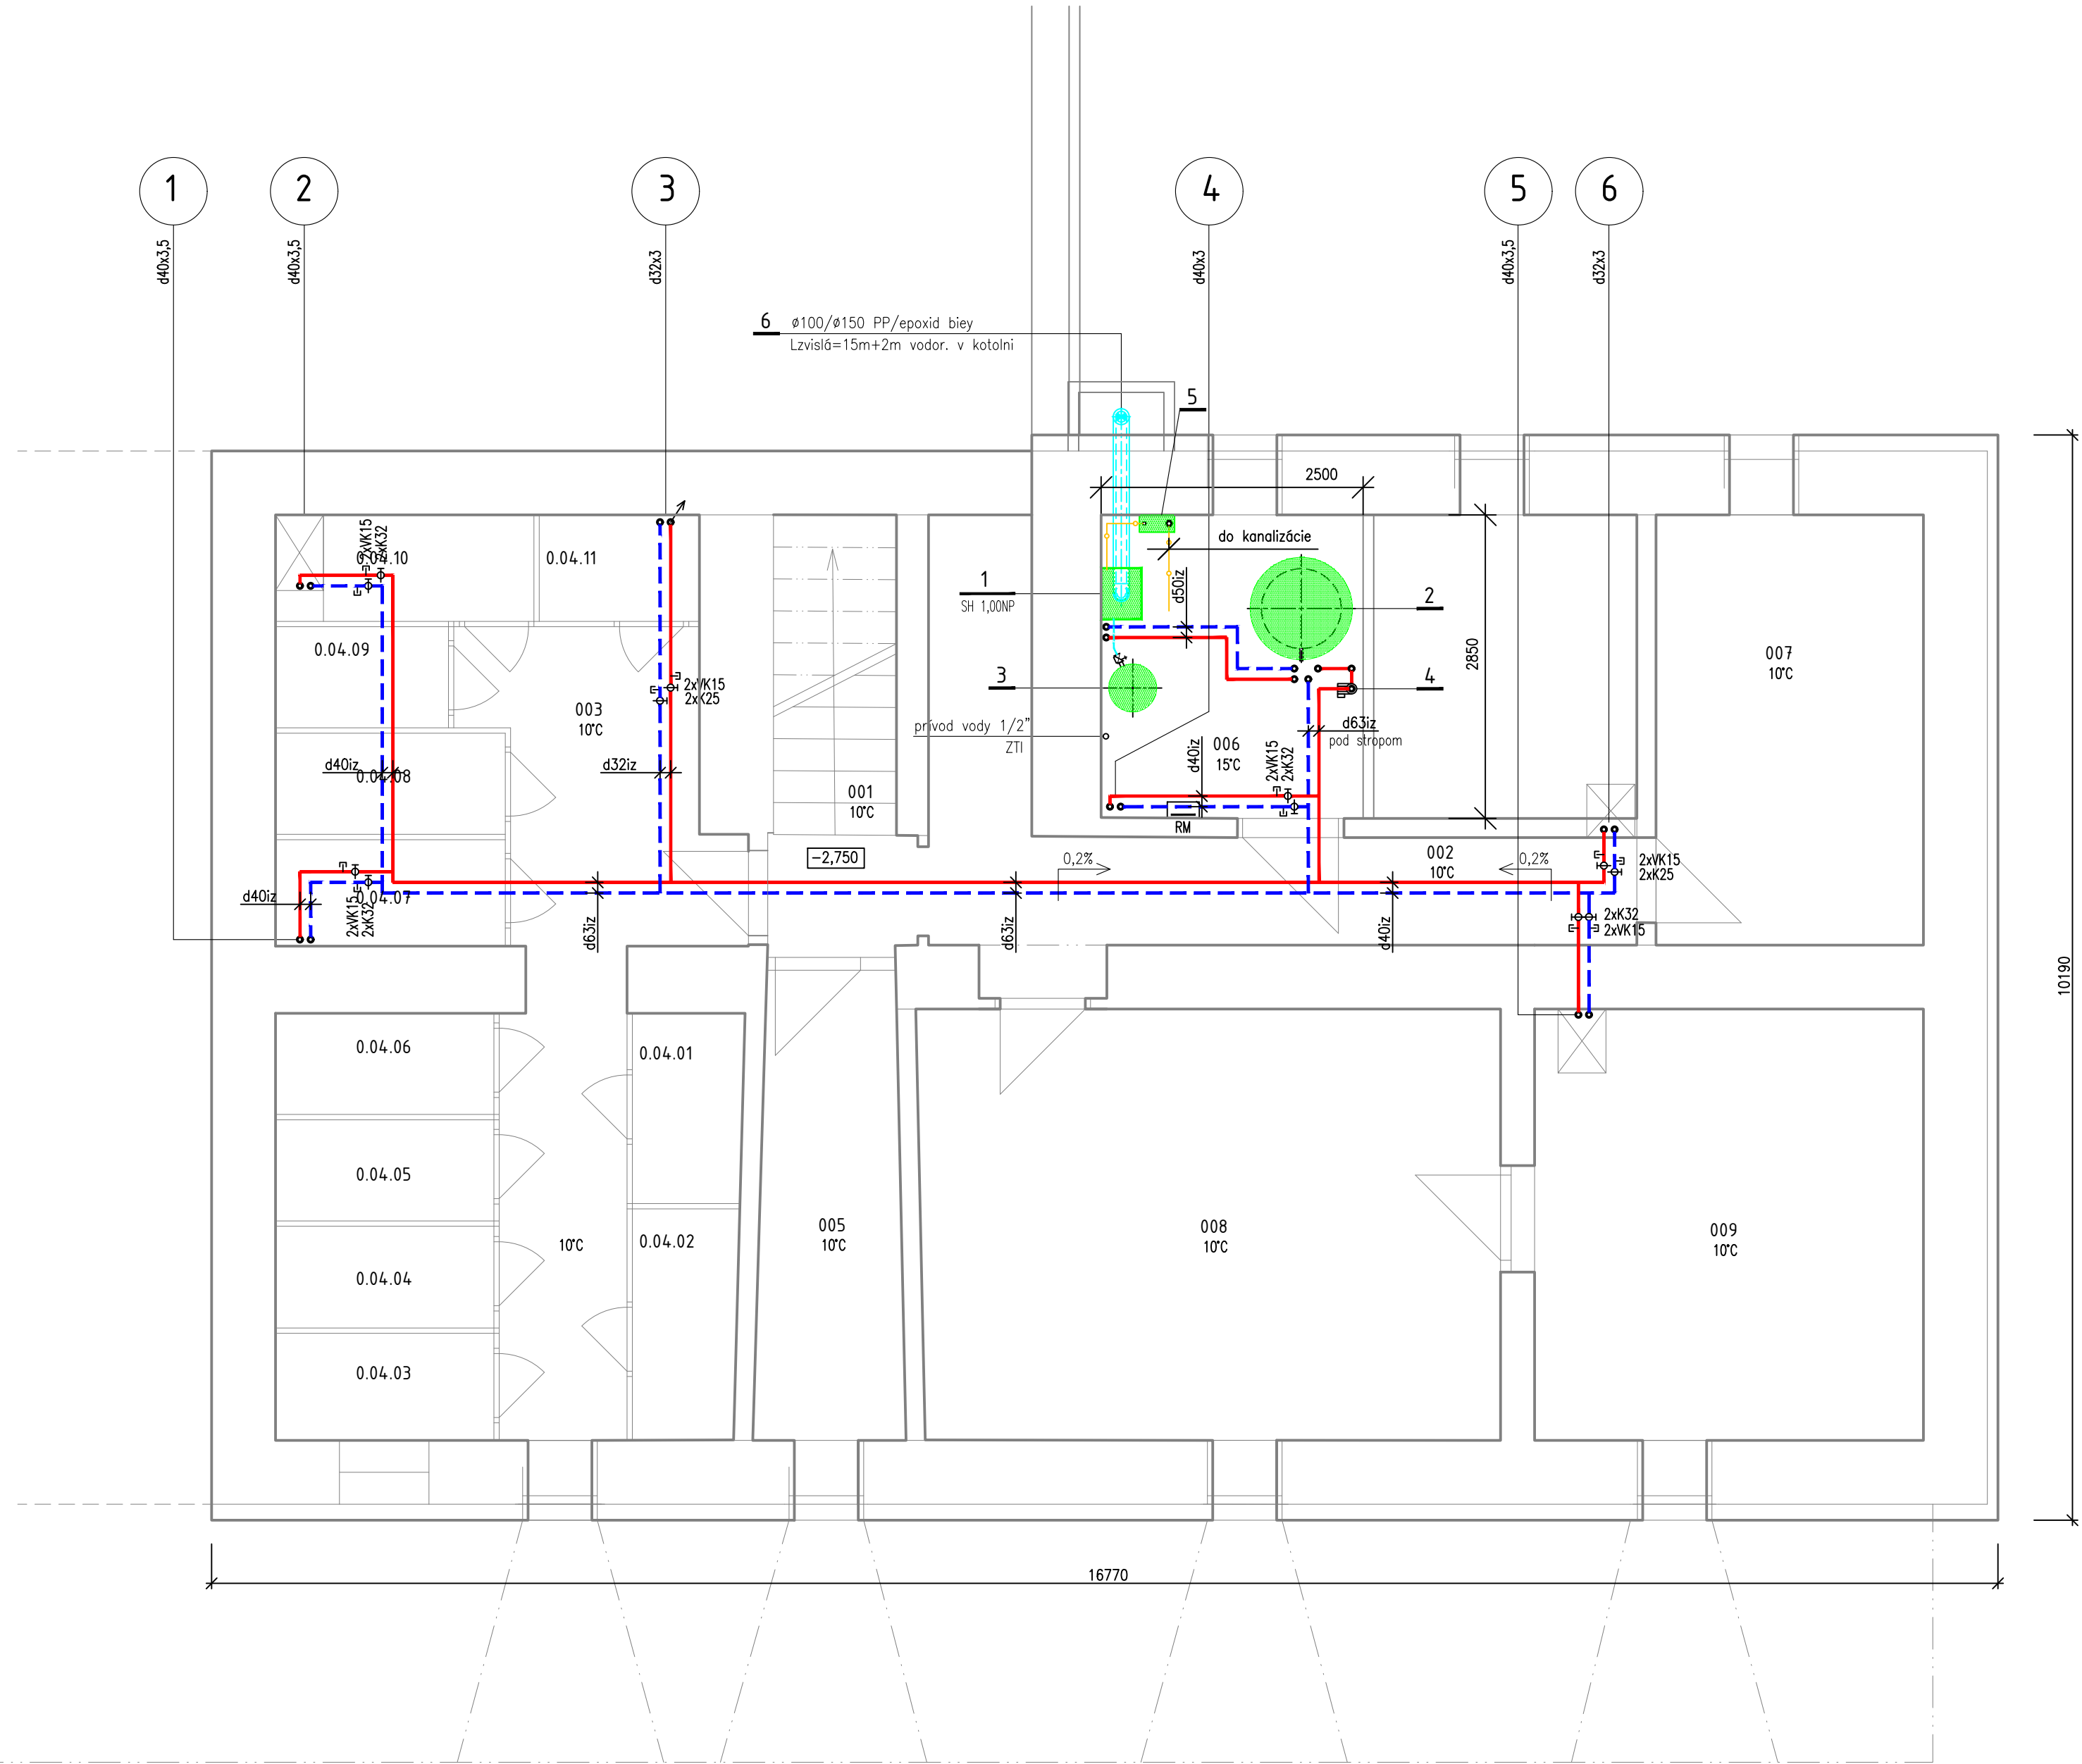 1
2
3
4
5
6
d40x3,5
d40x3,5
d32x3
d40x3
d40x3,5
d32x3
6
ø100/ø150 PP/epoxid biey
Lzvislá=15m+2m vodor. v kotolni
5
2500
do kanalizácie
2xVK15
2xK32
0.04.10
0.04.11
1
SH 1,00NP
d50iz
2
0.04.09
2850
007
10°C
3
4
2xVK15
2xK25
003
10°C
prívod vody 1/2"
ZTI
d63iz
pod stropom
006
15°C
d40iz
2xVK15
2xK32
d40iz
0.04.08
d32iz
001
10°C
RM
-2,750
0,2%
002
10°C
0,2%
2xVK15
2xK25
d40iz
0.04.07
2xVK15
2xK32
d63iz
d63iz
d40iz
2xK32
2xVK15
10190
0.04.06
0.04.01
0.04.05
005
10°C
008
10°C
009
10°C
10°C
0.04.02
0.04.04
0.04.03
16770